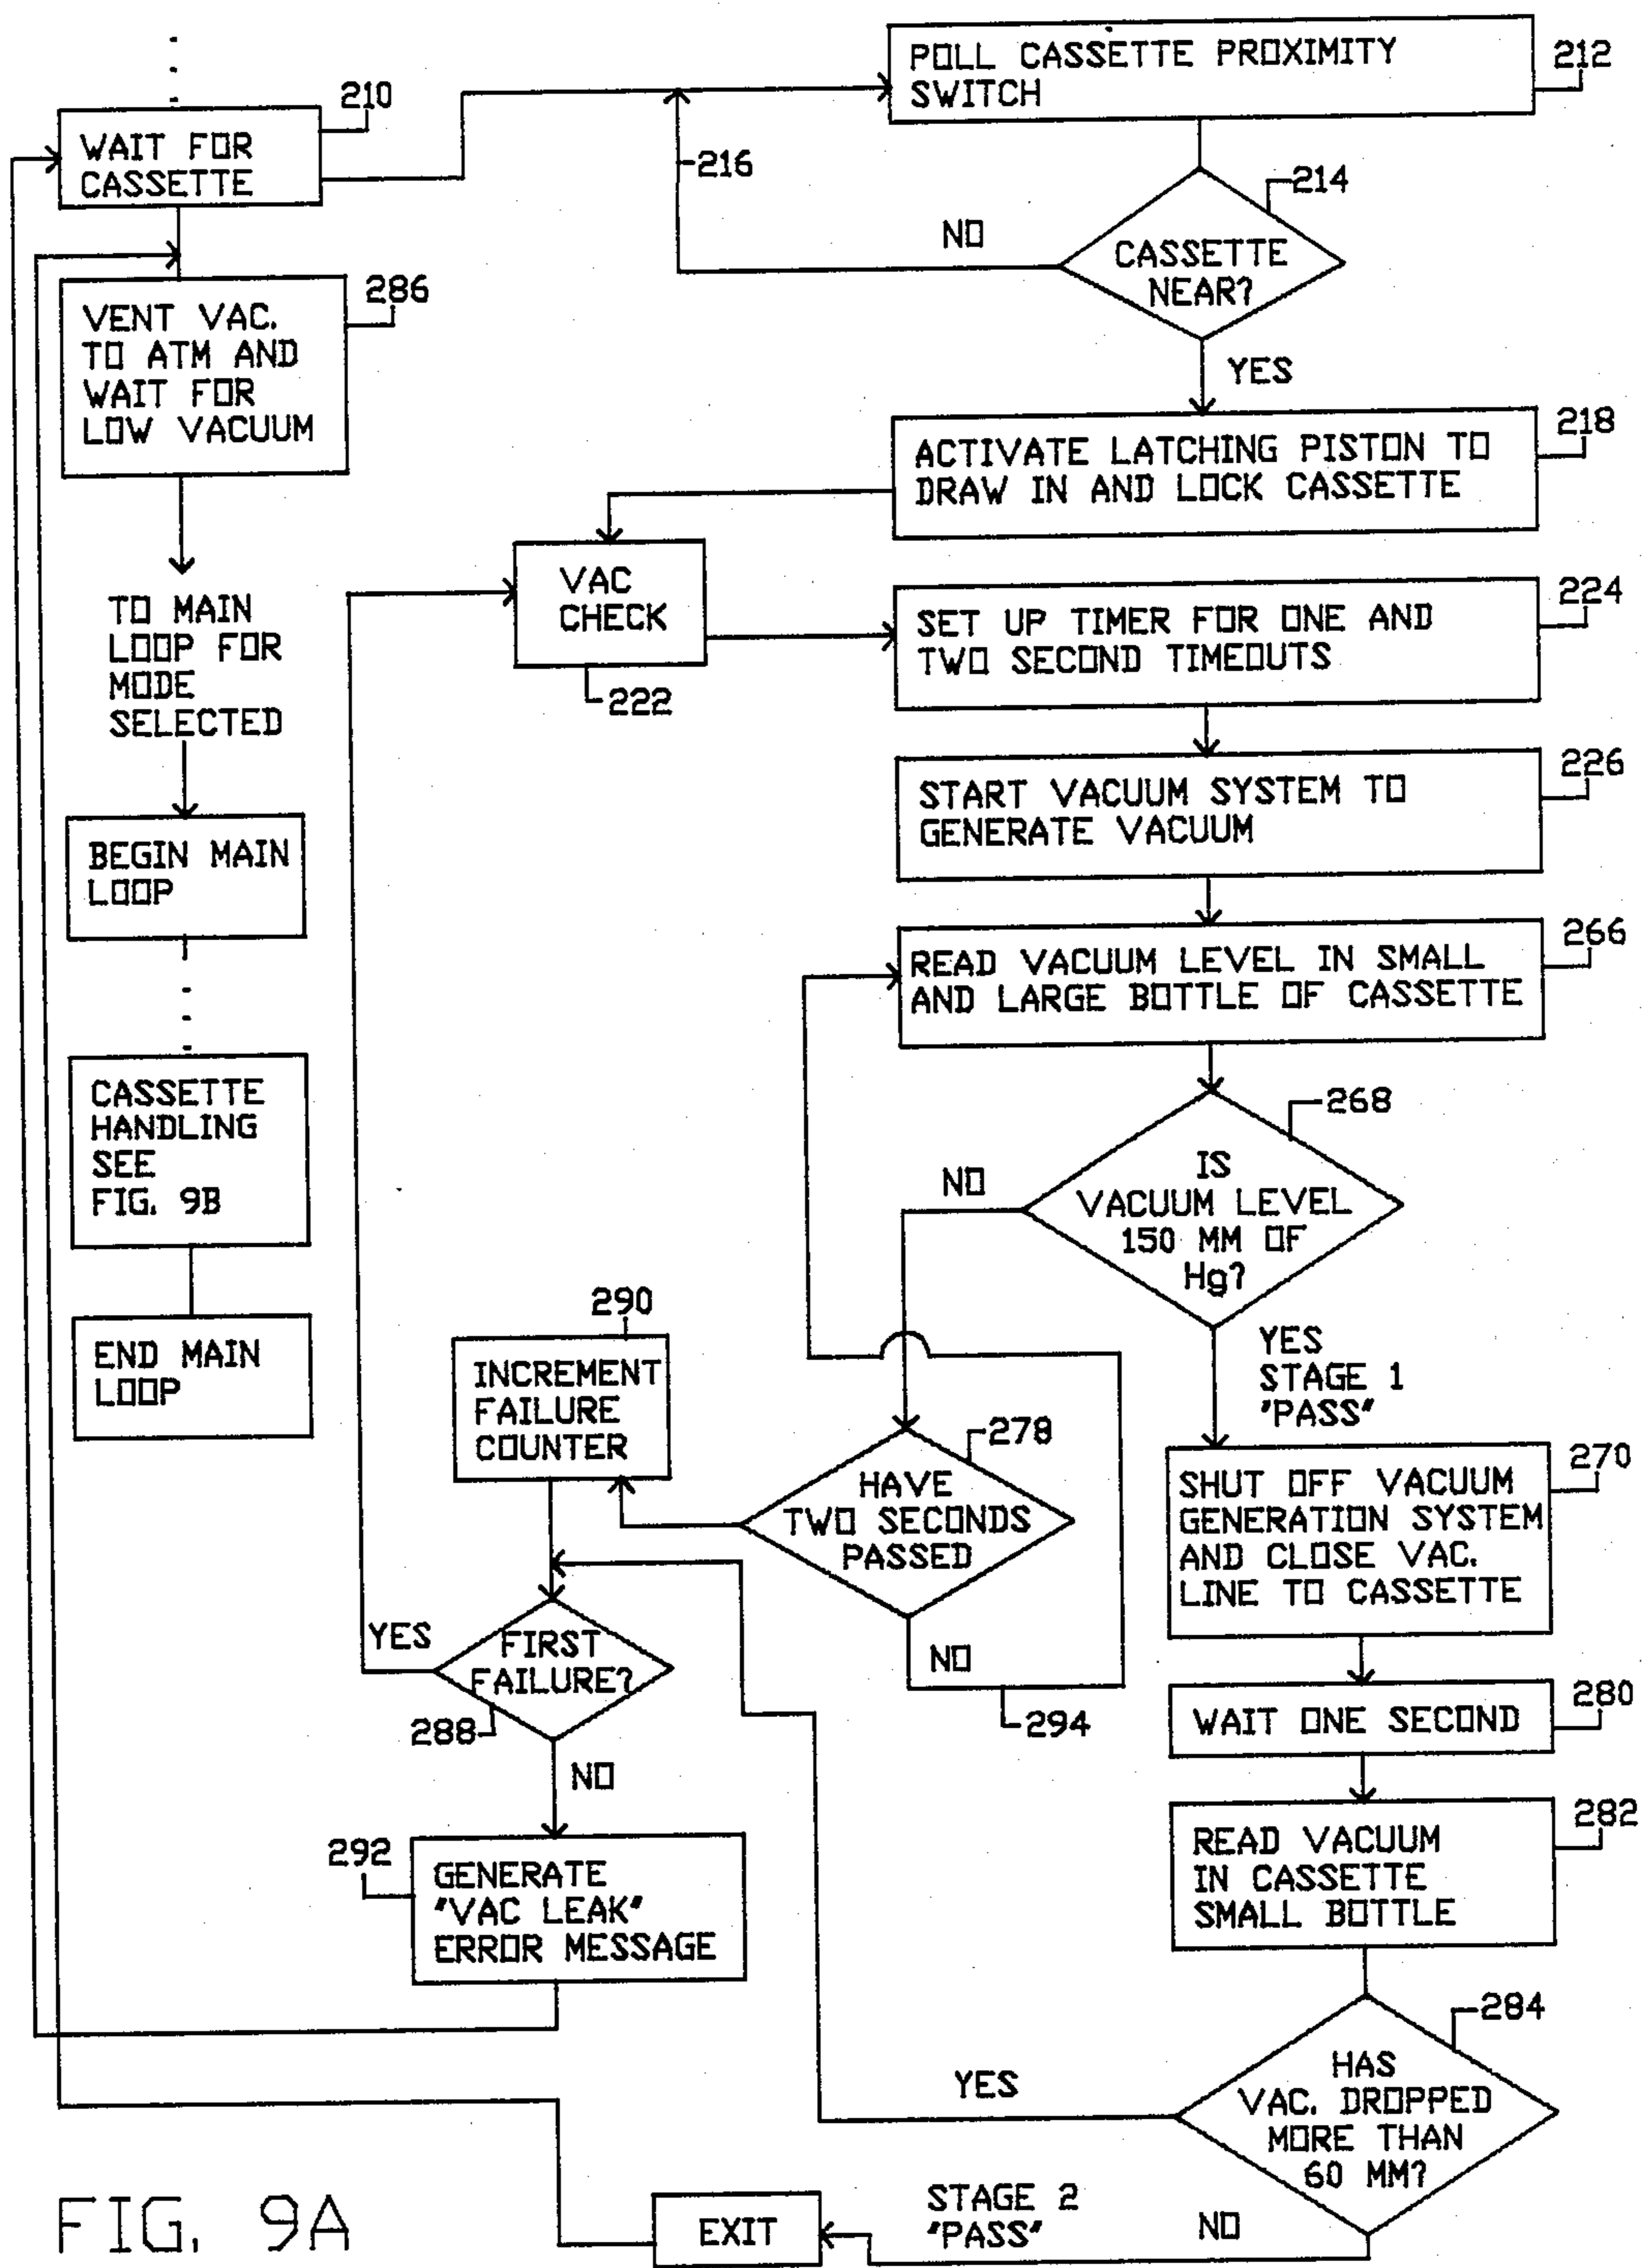 POLL CASSETTE PROXIMITY
SWITCH
212
210
WAIT FOR
CASSETTE
216
214
NO
CASSETTE
NEAR?
YES
286
VENT VAC.
TO ATM AND
WAIT FOR
LOW VACUUM
218
ACTIVATE LATCHING PISTON TO
DRAW IN AND LOCK CASSETTE
VAC
CHECK
222
224
SET UP TIMER FOR ONE AND
TWO SECOND TIMEOUTS
TO MAIN
LOOP FOR
MODE
SELECTED
226
START VACUUM SYSTEM TO
GENERATE VACUUM
BEGIN MAIN
LOOP
266
READ VACUUM LEVEL IN SMALL
AND LARGE BOTTLE OF CASSETTE
CASSETTE
HANDLING
SEE
FIG. 9B
268
NO
IS
VACUUM LEVEL
150 MM OF
Hg?
YES
STAGE 1
"PASS"
END MAIN
LOOP
290
INCREMENT
FAILURE
COUNTER
278
HAVE
TWO SECONDS
PASSED
NO
294
270
SHUT OFF VACUUM
GENERATION SYSTEM
AND CLOSE VAC.
LINE TO CASSETTE
YES
FIRST
FAILURE?
288
NO
280
WAIT ONE SECOND
282
READ VACUUM
IN CASSETTE
SMALL BOTTLE
292
GENERATE
"VAC LEAK"
ERROR MESSAGE
284
YES
HAS
VAC. DROPPED
MORE THAN
60 MM?
NO
STAGE 2
"PASS"
EXIT
FIG. 9A